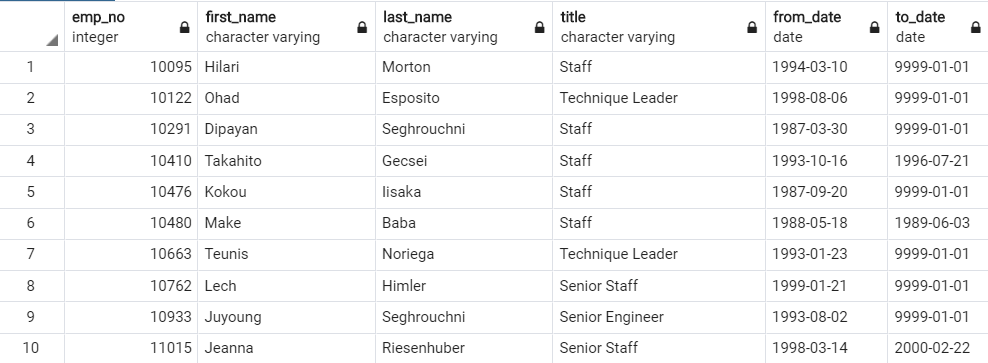 emp_no first_name last_name title from_date to_date
integer character varying character varying character varying date date
1 10095 Hilari Morton Staff 1994-03-10 9999-01-01
2 10122 Ohad Esposito Technique Leader 1998-08-06 9999-01-01
3 10291 Dipayan Seghrouchni Staff 1987-03-30 9999-01-01
4 10410 Takahito Gecsei Staff 1993-10-16 1996-07-21
5 10476 Kokou Iisaka Staff 1987-09-20 9999-01-01
6 10480 Make Baba Staff 1988-05-18 1989-06-03
7 10663 Teunis Noriega Technique Leader 1993-01-23 9999-01-01
8 10762 Lech Himler Senior Staff 1999-01-21 9999-01-01
9 10933 Juyoung Seghrouchni Senior Engineer 1993-08-02 9999-01-01
10 11015 Jeanna Riesenhuber Senior Staff 1998-03-14 2000-02-22